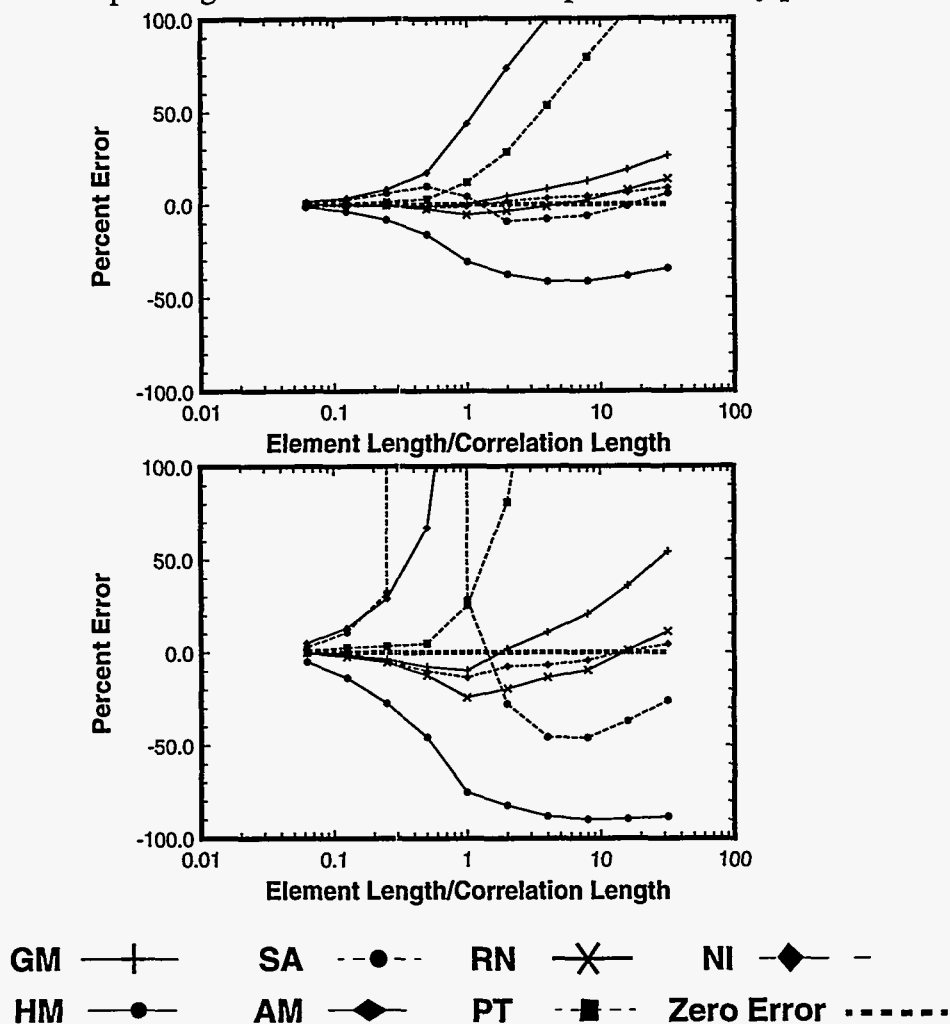 100.0
50.0
0.0
-50.0
-100.0
Percent Error
0.01 0.1 1 10 100
Element Length/Correlation Length
100.0
50.0
0.0
-50.0
-100.0
Percent Error
0.01 0.1 1 10 100
Element Length/Correlation Length
GM SA RN NI
HM AM PT Zero Error